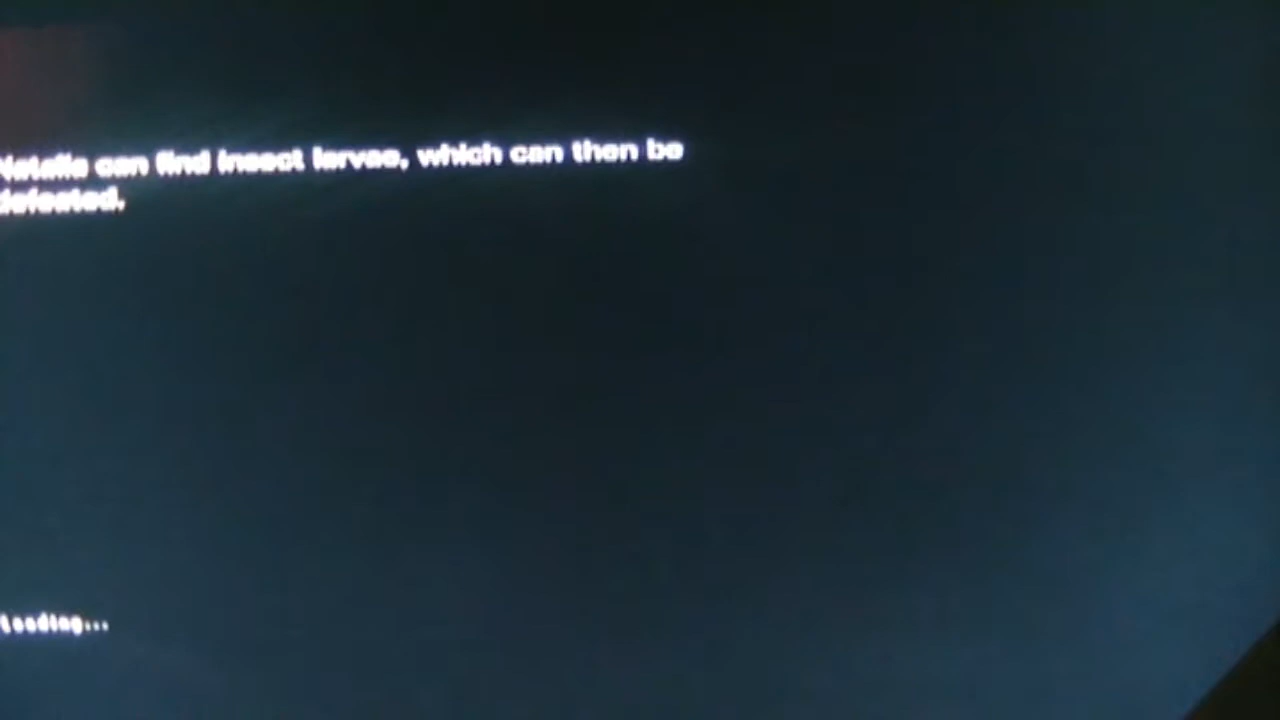 Natalia can find insect larvae, which can then be
defeated.
Loading...